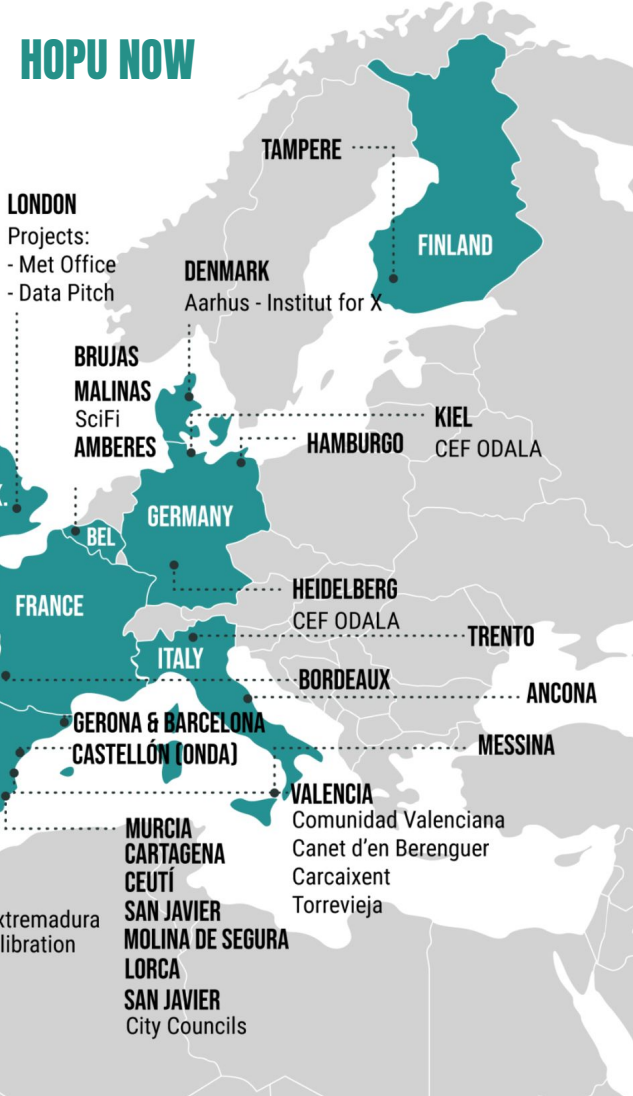 HOPU NOW
TAMPERE
LONDON
Projects:
- Met Office
- Data Pitch
FINLAND
DENMARK
Aarhus - Institut for X
BRUJAS
MALINAS
SciFi
AMBERES
KIEL
CEF ODALA
HAMBURGO
GERMANY
BEL
HEIDELBERG
CEF ODALA
FRANCE
TRENTO
ITALY
BORDEAUX
ANCONA
GERONA & BARCELONA
MESSINA
CASTELLÓN (ONDA)
VALENCIA
Comunidad Valenciana
Canet d'en Berenguer
Carcaixent
Torrevieja
MURCIA
CARTAGENA
CEUTÍ
SAN JAVIER
MOLINA DE SEGURA
LORCA
SAN JAVIER
City Councils
xtremadura
libration